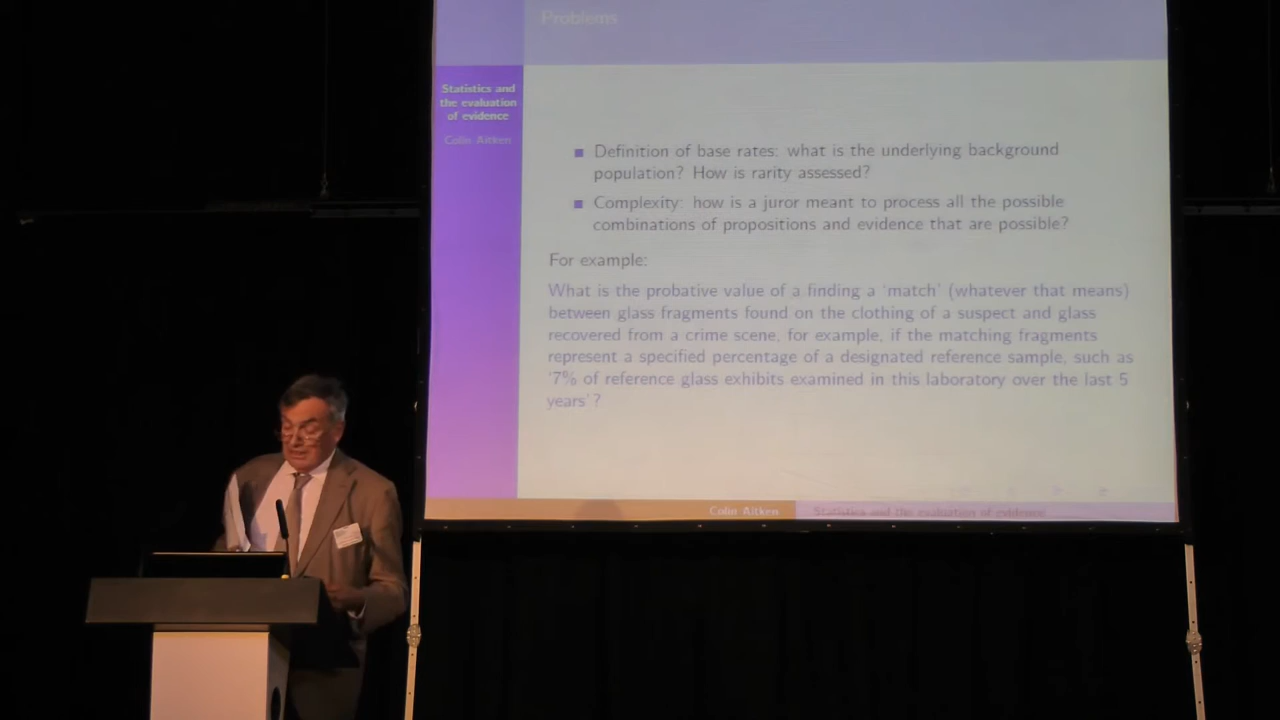 Problems
Statistics and
the evaluation
of evidence
Colin Aitken
Definition of base rates: what is the underlying background
population? How is rarity assessed?
Complexity: how is a juror meant to process all the possible
combinations of propositions and evidence that are possible?
For example:
What is the probative value of a finding a ‘match’ (whatever that means)
between glass fragments found on the clothing of a suspect and glass
recovered from a crime scene, for example, if the matching fragments
represent a specified percentage of a designated reference sample, such as
‘7% of reference glass exhibits examined in this laboratory over the last 5
years’?
Colin Aitken
Statistics and the evaluation of evidence